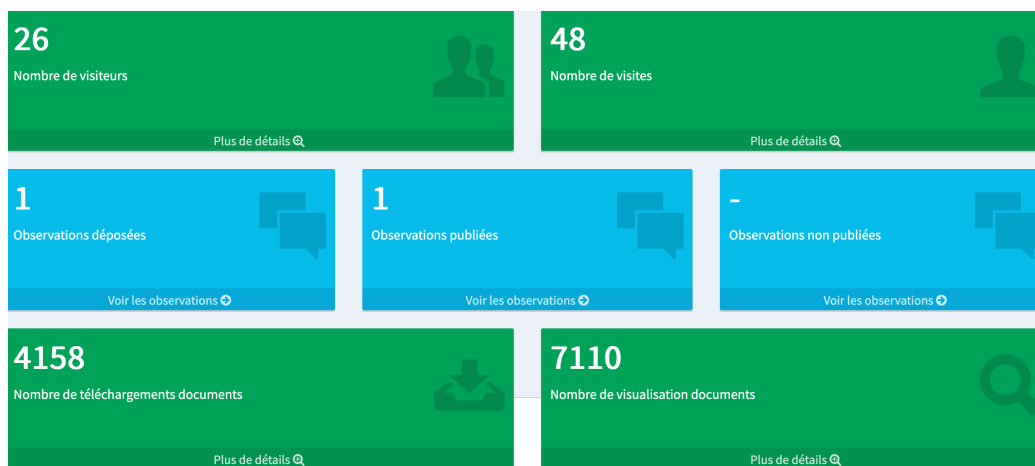 26
Nombre de visiteurs
Plus de détails
48
Nombre de visites
Plus de détails
1
Observations déposées
Voir les observations
1
Observations publiées
Voir les observations
-
Observations non publiées
Voir les observations
4158
Nombre de téléchargements documents
Plus de détails
7110
Nombre de visualisation documents
Plus de détails